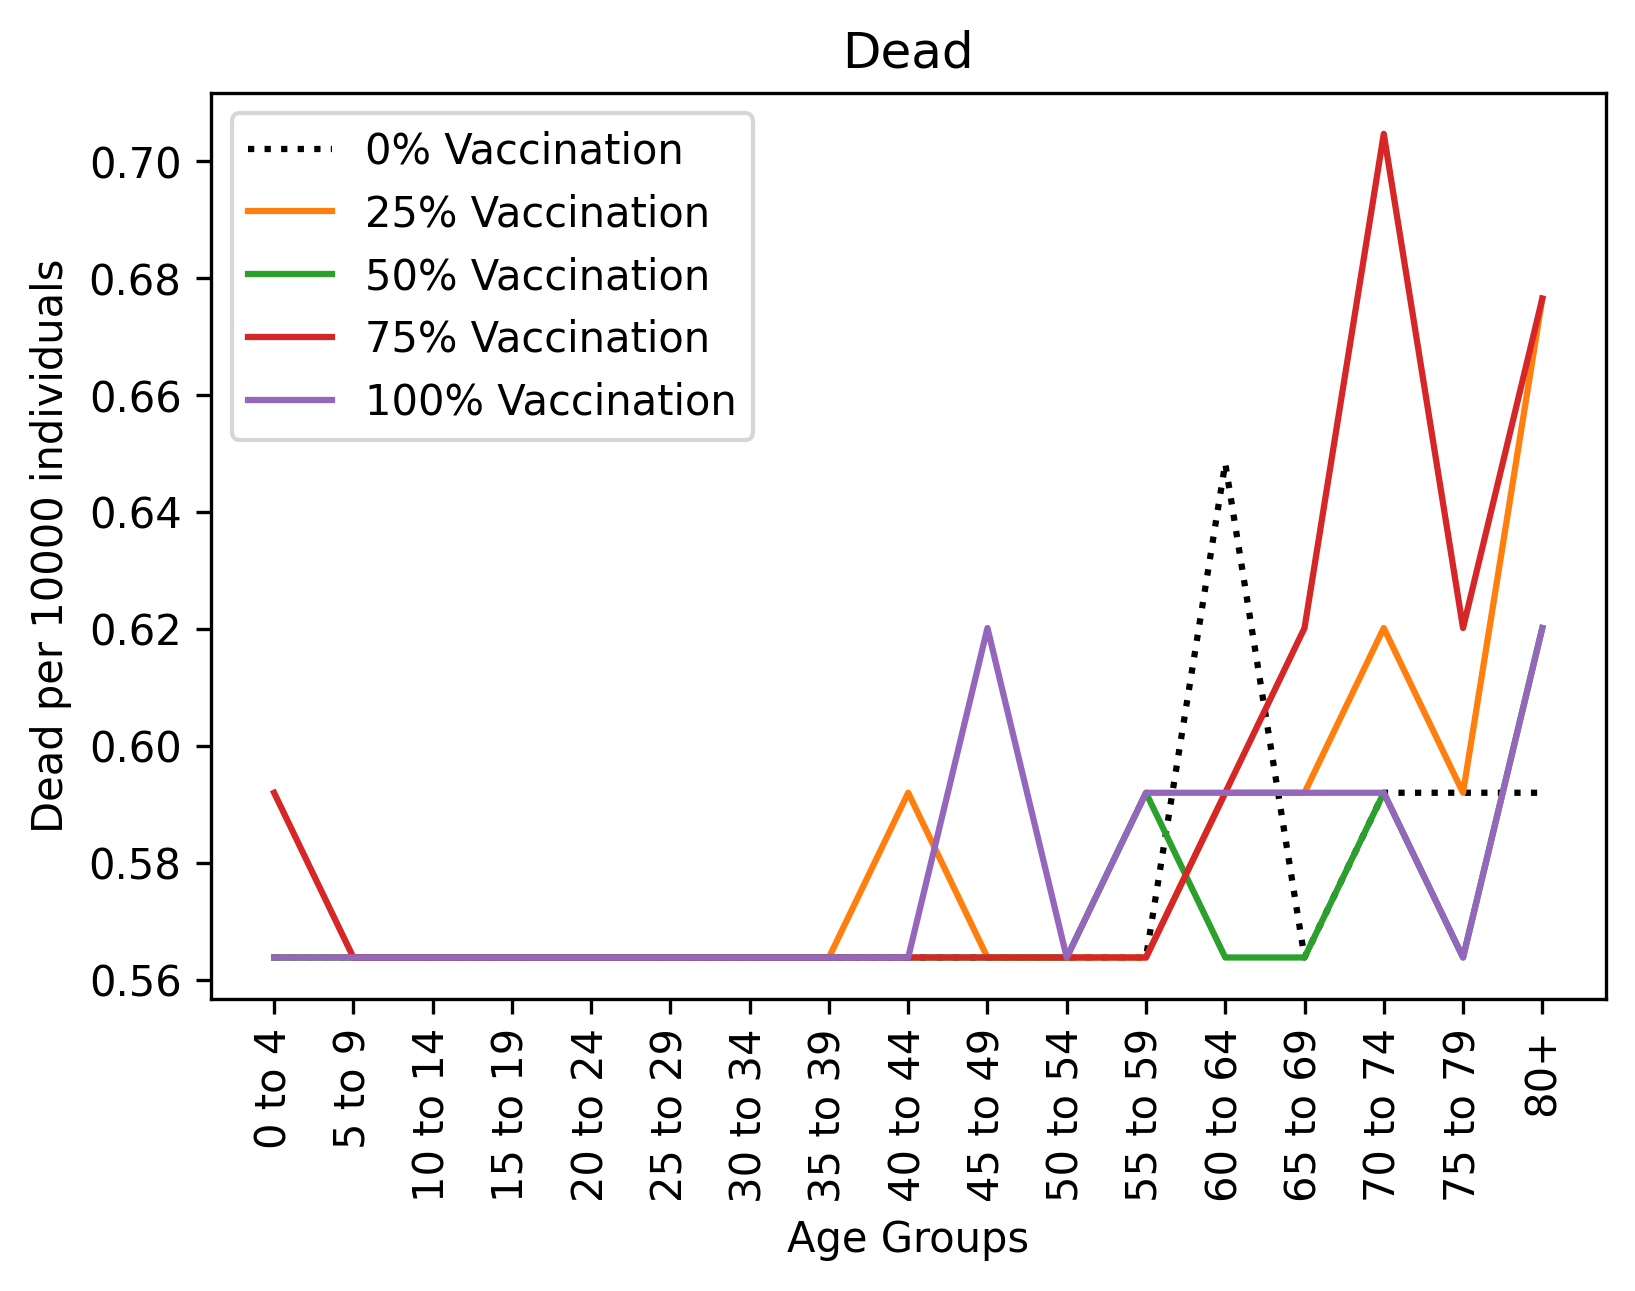 Dead
0% Vaccination
25% Vaccination
50% Vaccination
75% Vaccination
100% Vaccination
Dead per 10000 individuals
0.70
0.68
0.66
0.64
0.62
0.60
0.58
0.56
0 to 4
5 to 9
10 to 14
15 to 19
20 to 24
25 to 29
30 to 34
35 to 39
40 to 44
45 to 49
50 to 54
55 to 59
60 to 64
65 to 69
70 to 74
75 to 79
80+
Age Groups